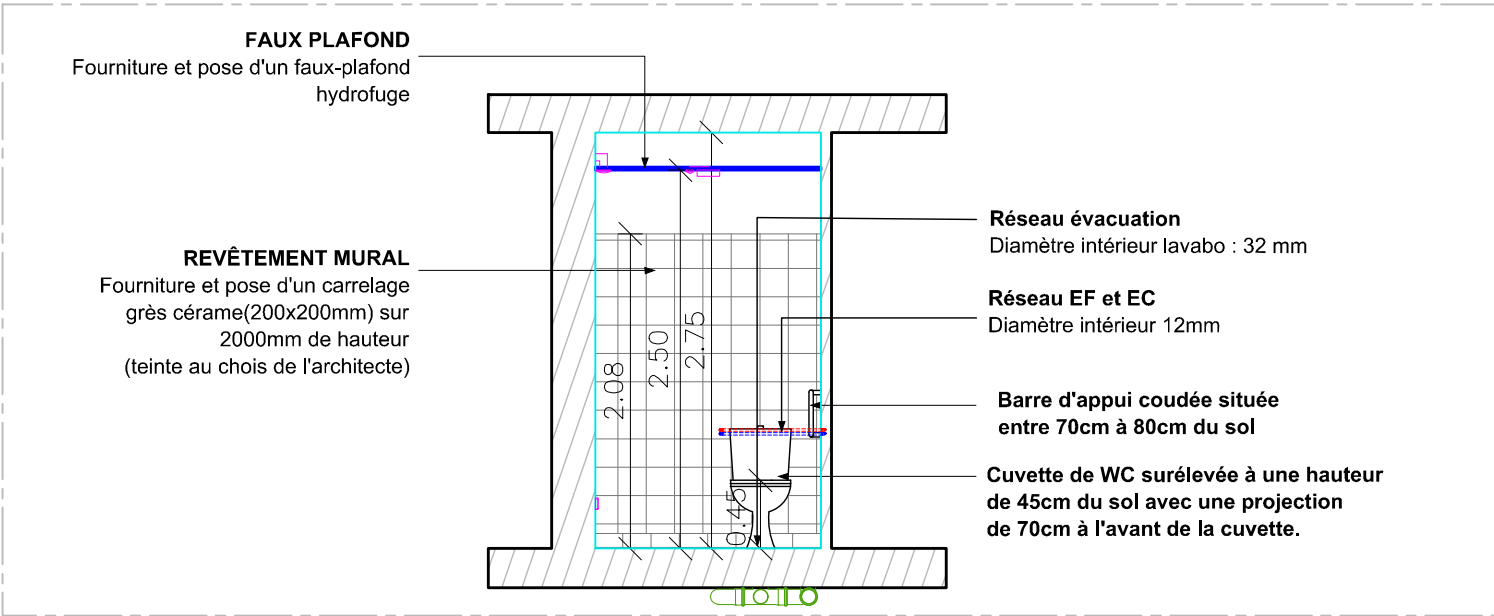 FAUX PLAFOND
Fourniture et pose d'un faux-plafond
hydrofuge
REVÊTEMENT MURAL
Fourniture et pose d'un carrelage
grès cérame(200x200mm) sur
2000mm de hauteur
(teinte au chois de l'architecte)
2.08
2.50
2.75
0.45
Réseau évacuation
Diamètre intérieur lavabo : 32 mm
Réseau EF et EC
Diamètre intérieur 12mm
Barre d'appui coudée située
entre 70cm à 80cm du sol
Cuvette de WC surélevée à une hauteur
de 45cm du sol avec une projection
de 70cm à l'avant de la cuvette.